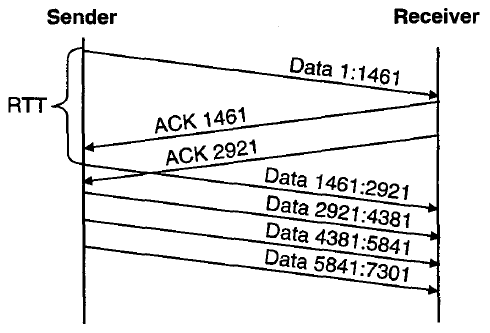 Sender Receiver
Data 1:1461
RTT
ACK 1461
ACK 2921
Data 1461:2921
Data 2921:4381
Data 4381:5841
Data 5841:7301